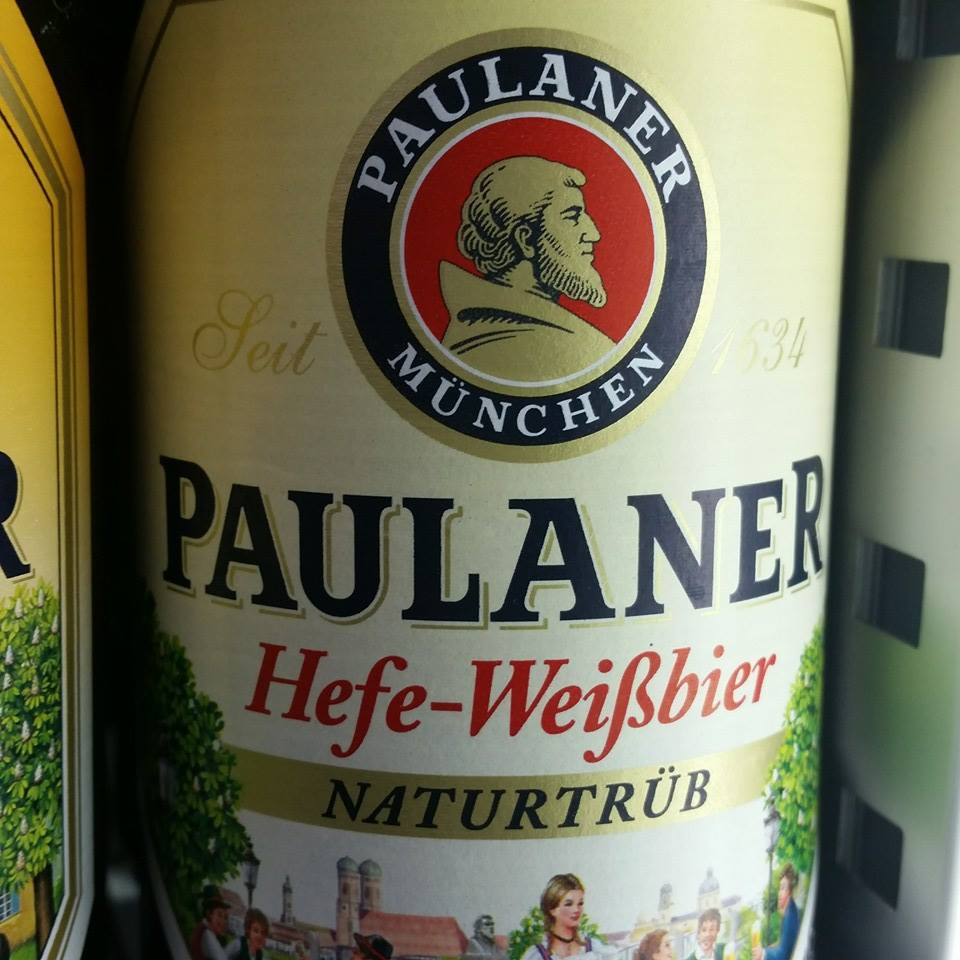 PAULANER
MÜNCHEN
Seit 1634
PAULANER
Hefe-Weißbier
NATURTRÜB
R